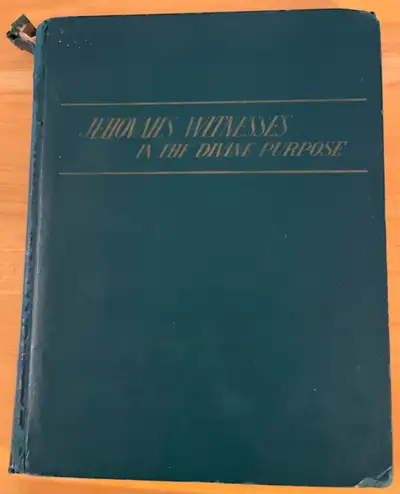 JEHOVAH'S WITNESSES
IN THE DIVINE PURPOSE